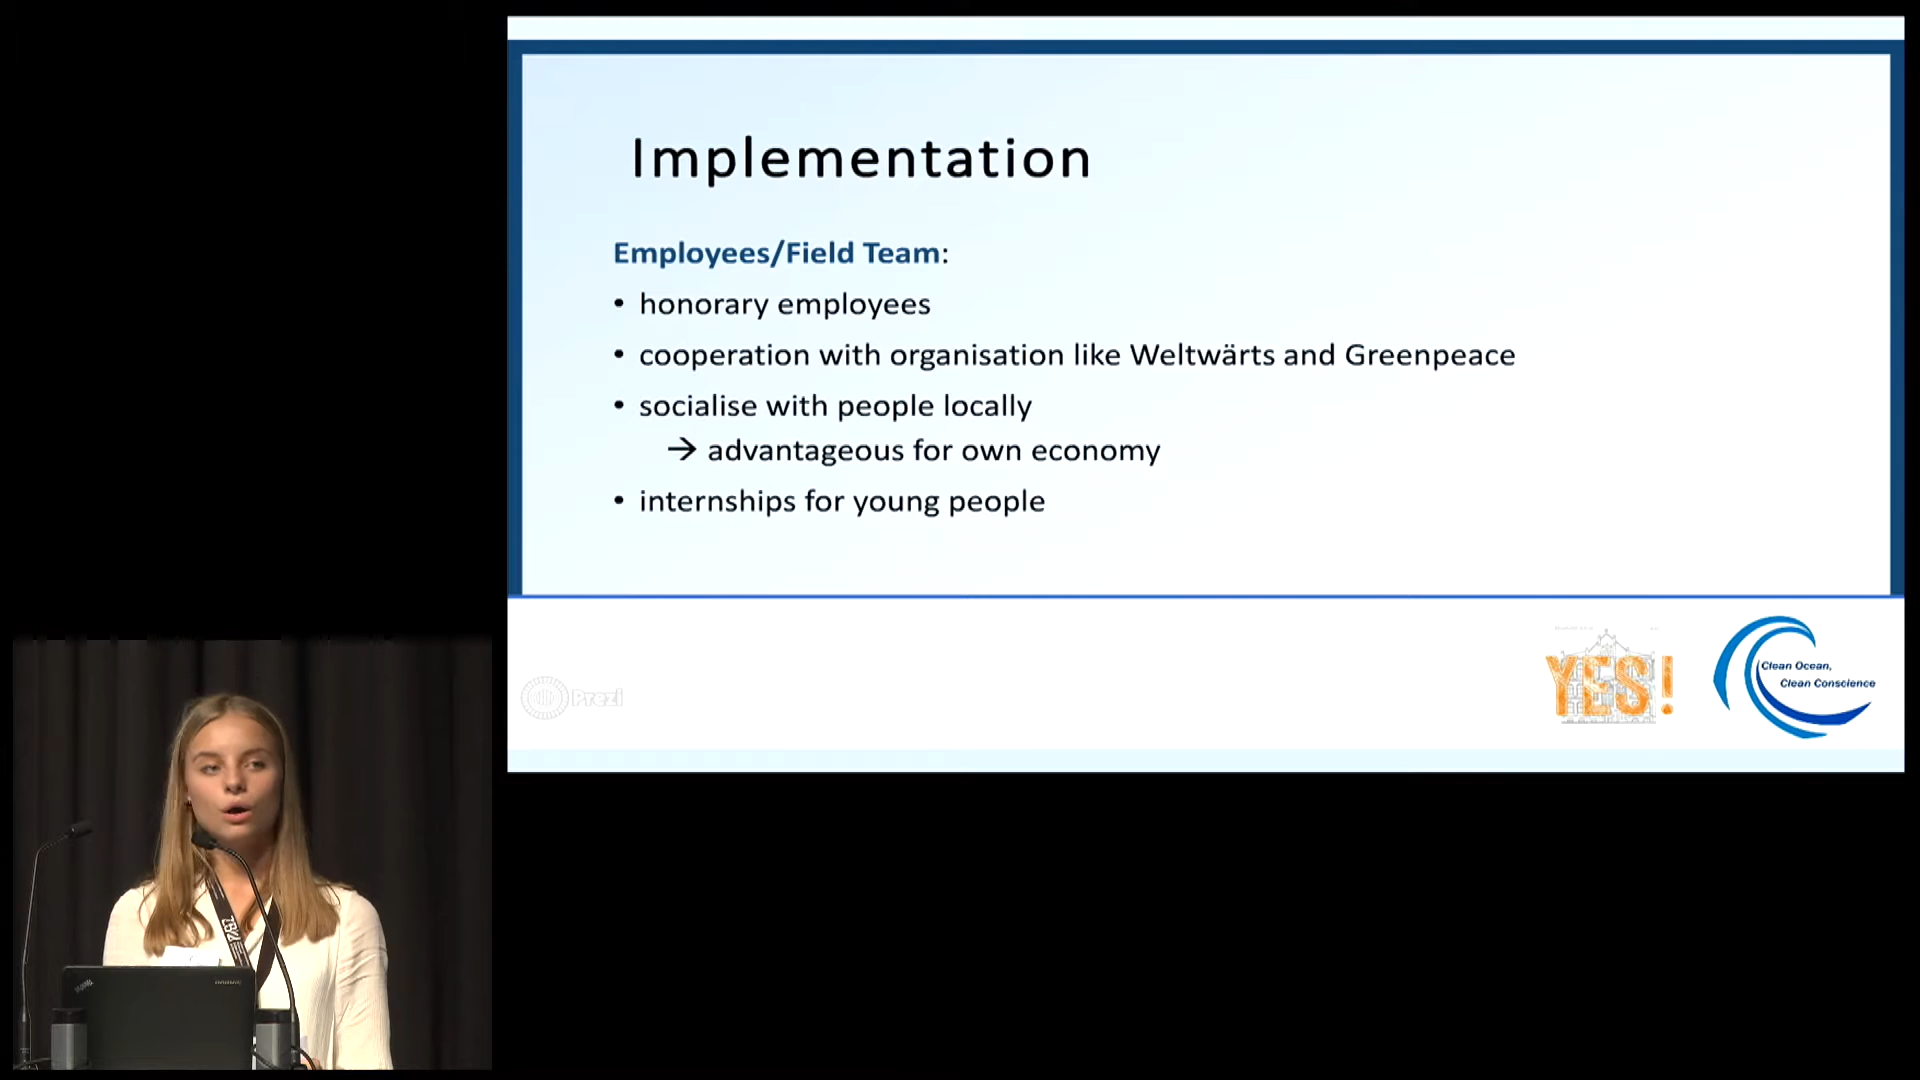 Implementation
Employees/Field Team:
• honorary employees
• cooperation with organisation like Weltwärts and Greenpeace
• socialise with people locally
→ advantageous for own economy
• internships for young people
Prezi
YES!
Clean Ocean,
Clean Conscience
YES!